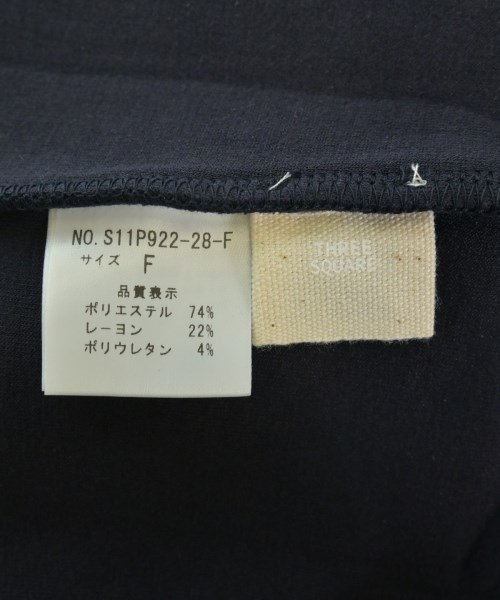 NO. S11P922-28-F
サイズ F
品質表示
ポリエステル 74%
レーヨン 22%
ポリウレタン 4%
THREE
SQUARE